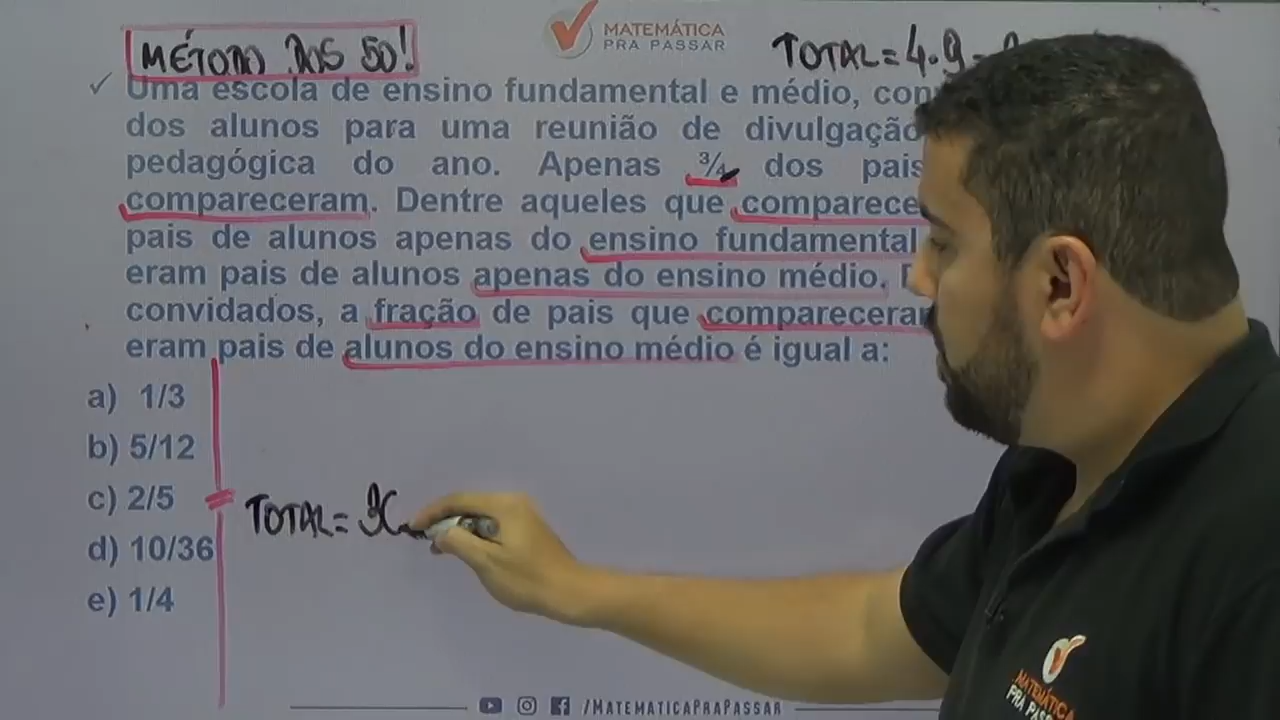 MATEMÁTICA
PRA PASSAR
MÉTODO DOS 50!
TOTAL = 4.9 =
✓ Uma escola de ensino fundamental e médio,
dos alunos para uma reunião de divulgação
pedagógica do ano. Apenas ¾ dos pais
compareceram. Dentre aqueles que
pais de alunos apenas do ensino fundamental
eram pais de alunos apenas do ensino médio.
convidados, a fração de pais que
eram pais de alunos do ensino médio é igual a:
a) 1/3
b) 5/12
c) 2/5
TOTAL =
d) 10/36
e) 1/4
MATEMÁTICA
PRA
/MATEMATICAPRAPASSAR